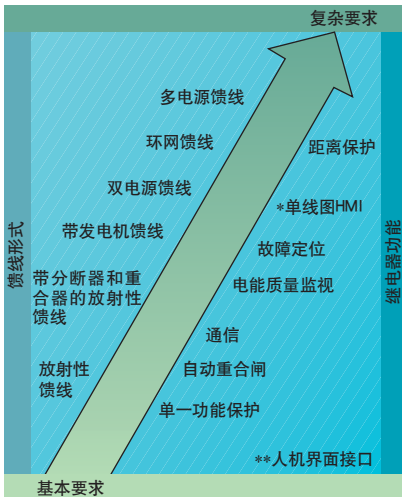 复杂要求
多电源馈线
环网馈线
距离保护
双电源馈线
*单线图HMI
带发电机馈线
故障定位
馈线形式
继电器功能
带分断器和重
合器的放射性
馈线
电能质量监视
通信
放射性
馈线
自动重合闸
单一功能保护
**人机界面接口
基本要求